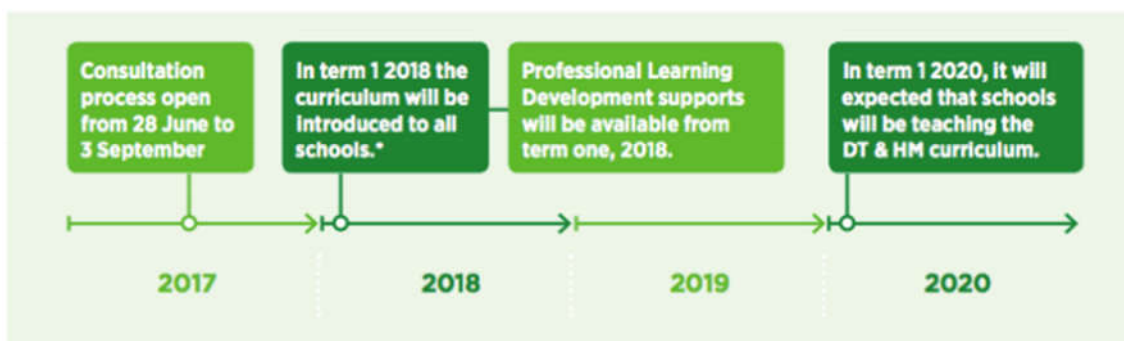 Consultation
process open
from 28 June to
3 September
In term 1 2018 the
curriculum will be
introduced to all
schools.*
Professional Learning
Development supports
will be available from
term one, 2018.
In term 1 2020, it will
expected that schools
will be teaching the
DT & HM curriculum.
2017
2018
2019
2020